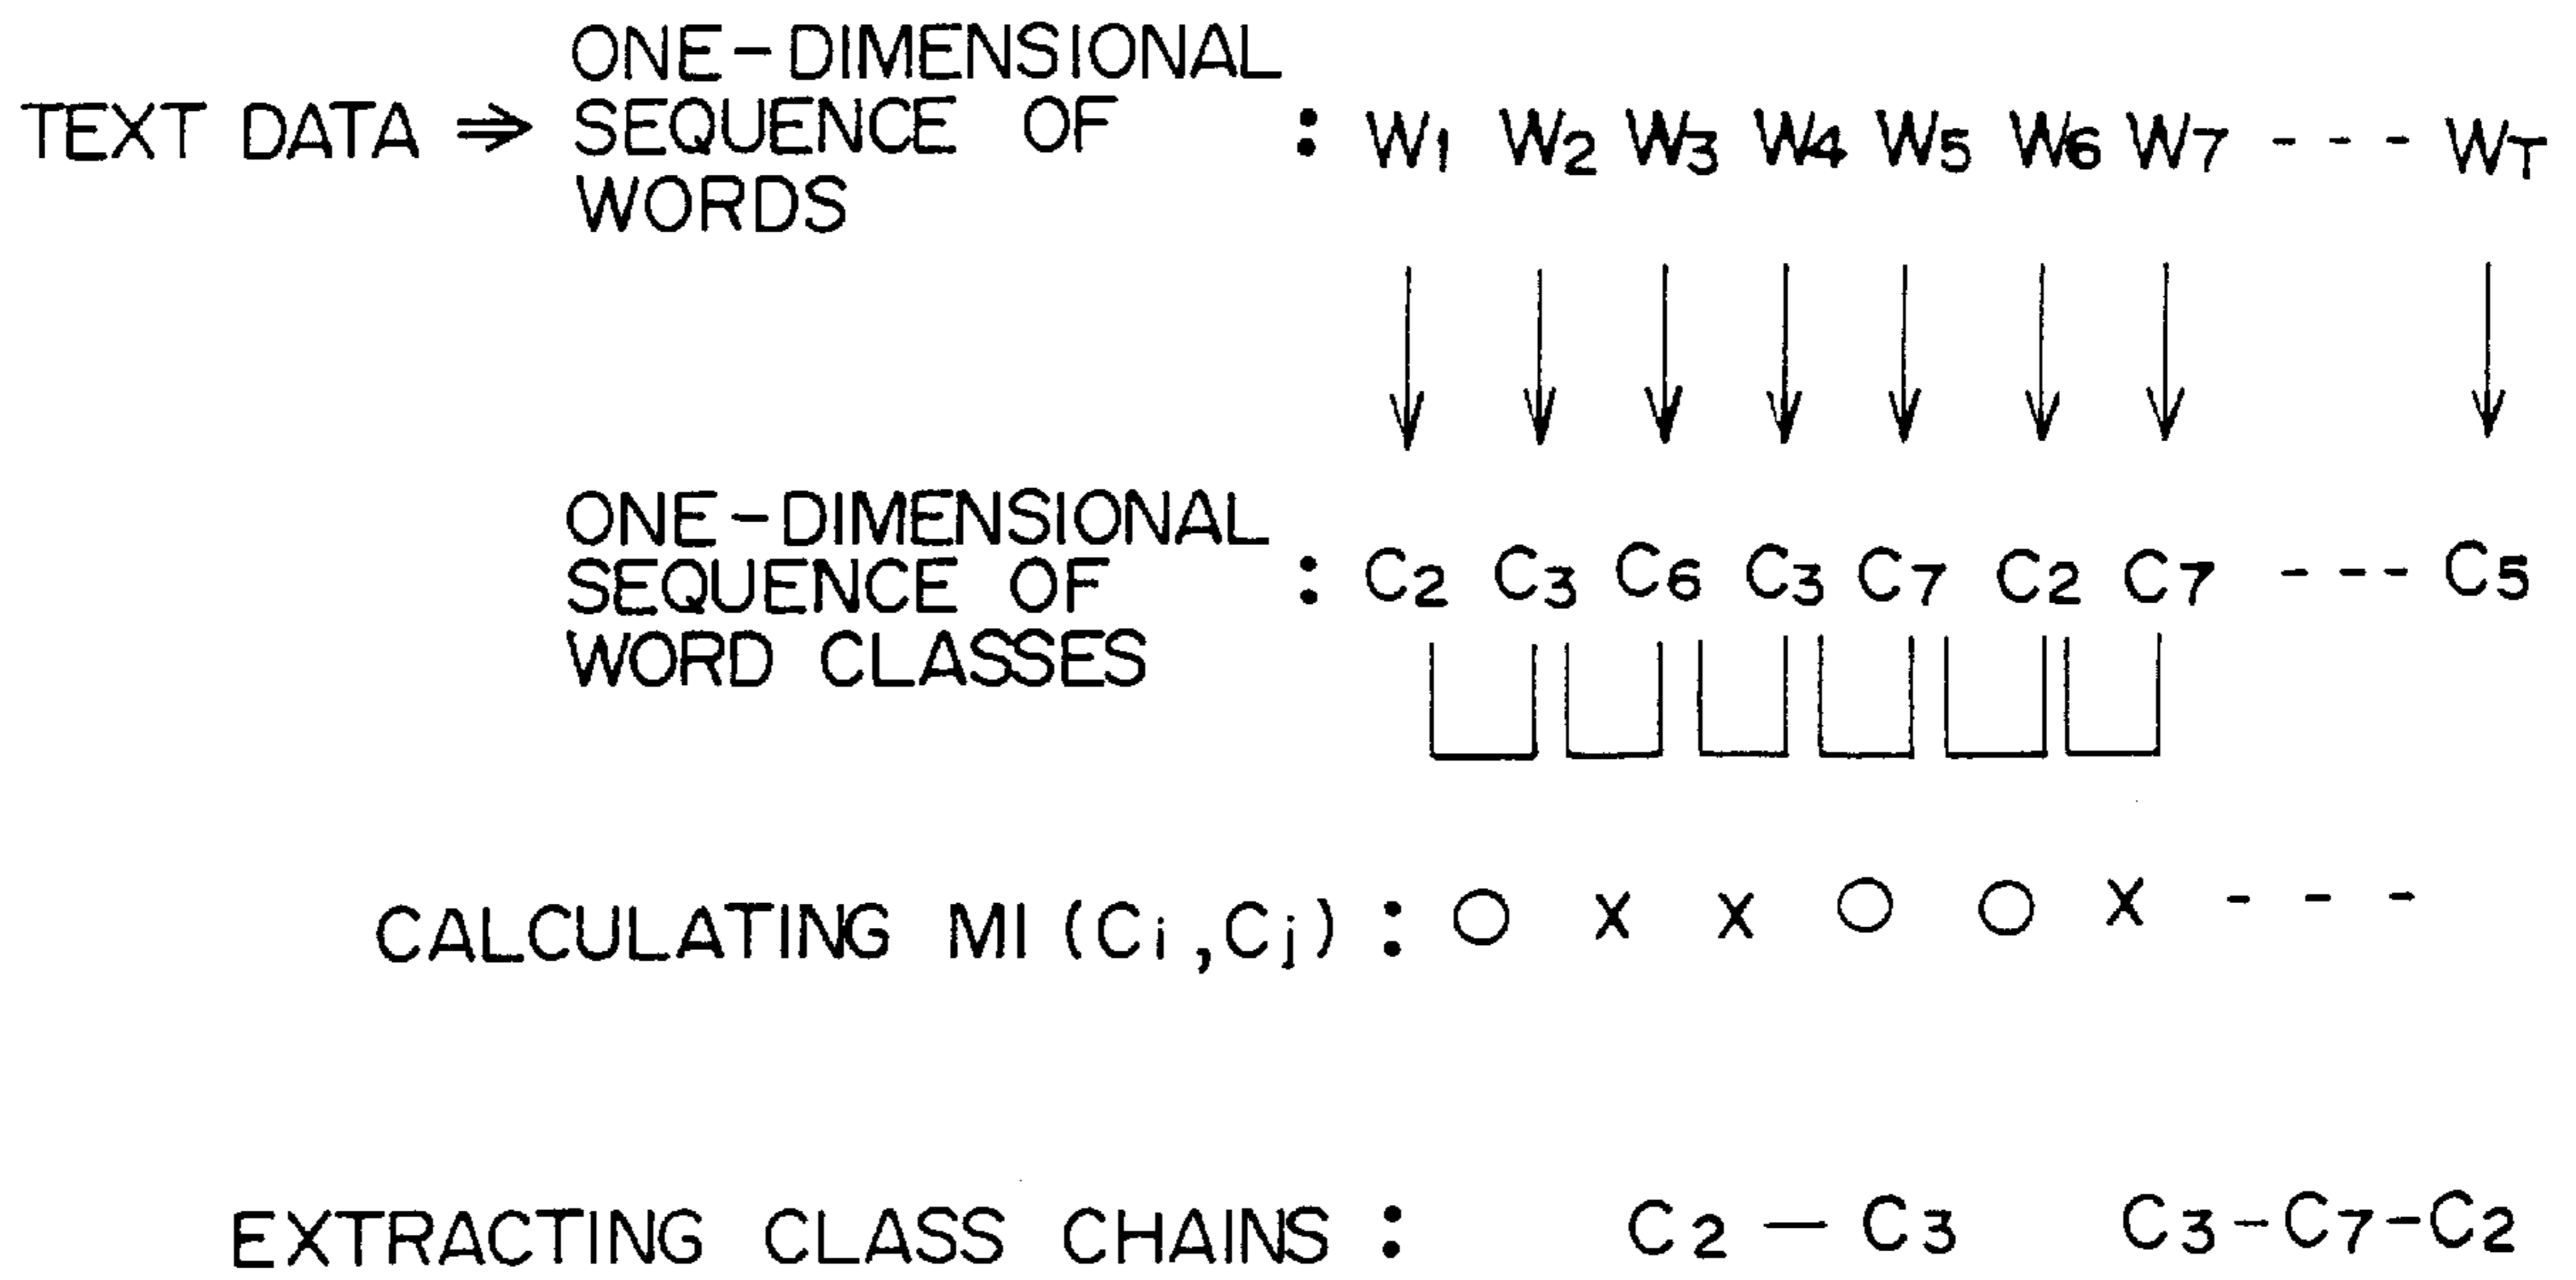 ONE-DIMENSIONAL
TEXT DATA ⇒ SEQUENCE OF : W1 W2 W3 W4 W5 W6 W7 --- WT
WORDS
ONE-DIMENSIONAL
SEQUENCE OF : C2 C3 C6 C3 C7 C2 C7 --- C5
WORD CLASSES
CALCULATING MI (Ci,Cj) : O X X O O X ---
EXTRACTING CLASS CHAINS : C2 — C3 C3-C7-C2